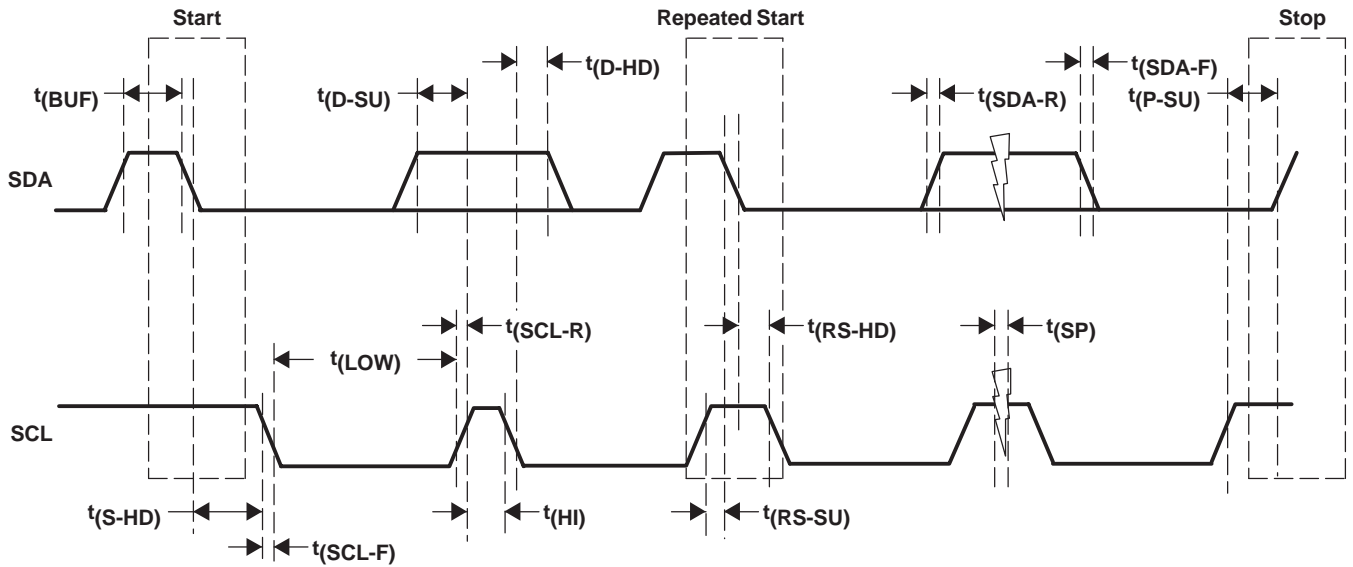 Start
Repeated Start
Stop
t(BUF)
t(D-SU)
t(D-HD)
t(SDA-R)
t(SDA-F)
t(P-SU)
SDA
t(SCL-R)
t(LOW)
t(RS-HD)
t(SP)
SCL
t(S-HD)
t(SCL-F)
t(HI)
t(RS-SU)